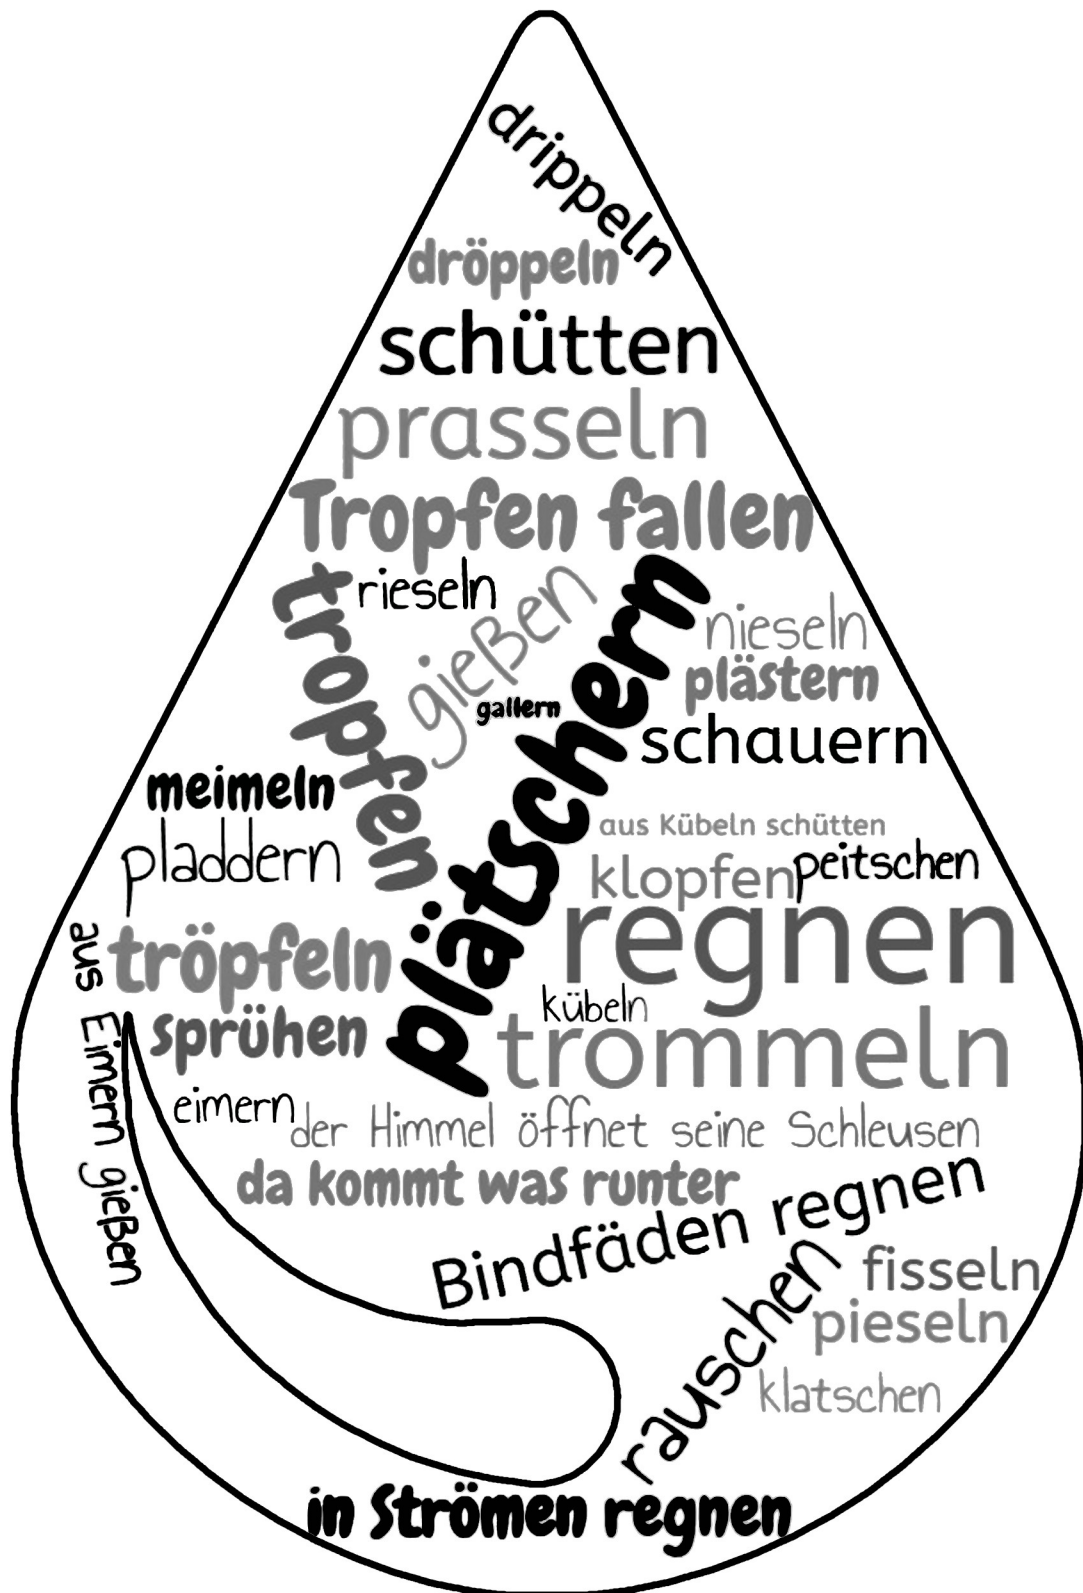 drippeln
dröppeln
schütten
prasseln
Tropfen fallen
tropfen
rieseln
gießen
nieseln
plästern
gallern
plätschern
schauern
meimeln
pladdern
aus Kübeln schütten
klopfen
peitschen
regnen
aus Eimern gießen
tröpfeln
kübeln
sprühen
trommeln
eimern
der Himmel öffnet seine Schleusen
da kommt was runter
Bindfäden regnen
rauschen
fisseln
pieseln
klatschen
in Strömen regnen